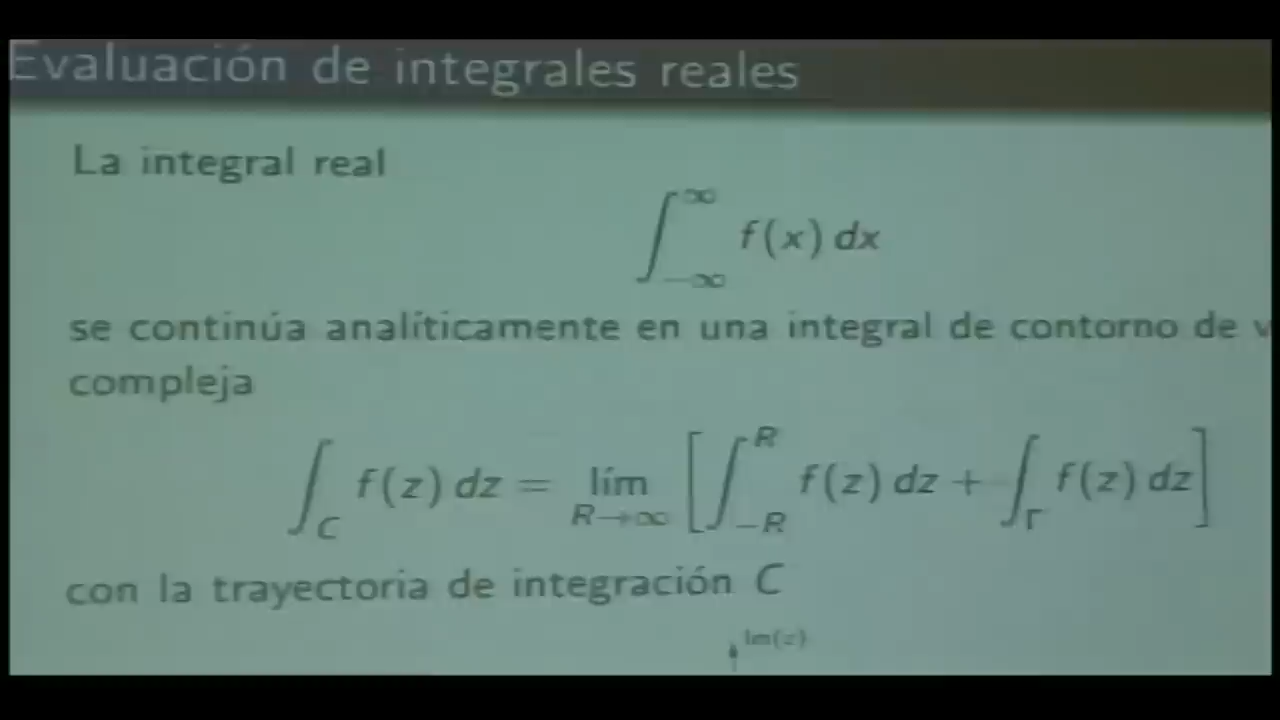 Evaluación de integrales reales
La integral real
∫_{-∞}^{∞} f(x) dx
se continúa analíticamente en una integral de contorno de
compleja
∫_C f(z) dz = lím_{R→∞} [∫_{-R}^{R} f(z) dz + ∫_Γ f(z) dz]
con la trayectoria de integración C
Im(z)